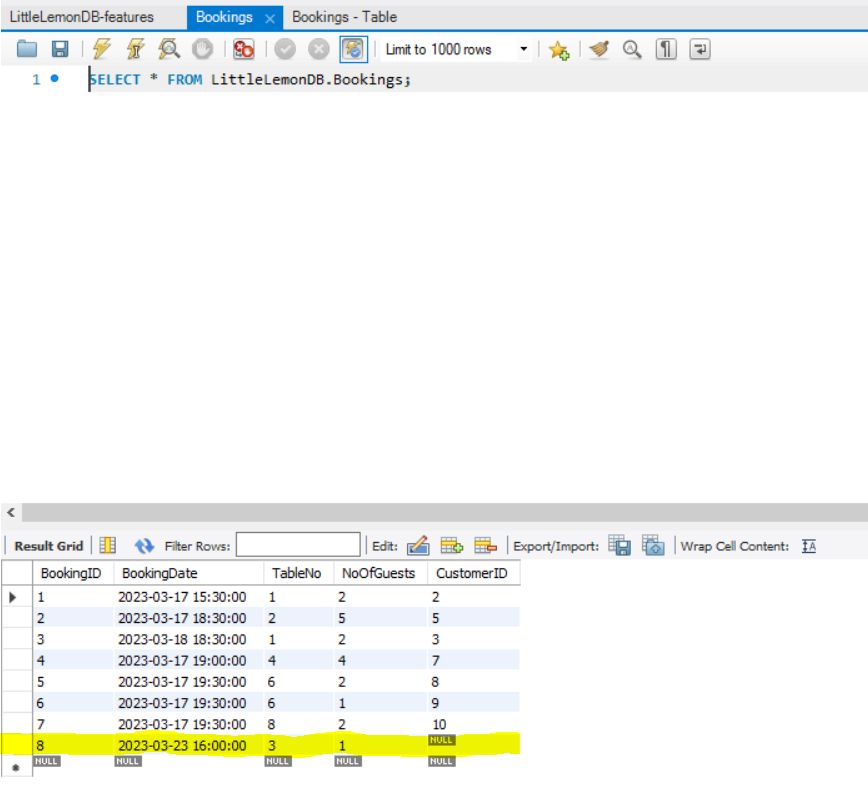 LittleLemonDB-features Bookings × Bookings - Table
Limit to 1000 rows
1 SELECT * FROM LittleLemonDB.Bookings;
Result Grid Filter Rows: Edit: Export/Import: Wrap Cell Content: IA
BookingID BookingDate TableNo NoOfGuests CustomerID
1 2023-03-17 15:30:00 1 2 2
2 2023-03-17 18:30:00 2 5 5
3 2023-03-18 18:30:00 1 2 3
4 2023-03-17 19:00:00 4 4 7
5 2023-03-17 19:30:00 6 2 8
6 2023-03-17 19:30:00 6 1 9
7 2023-03-17 19:30:00 8 2 10
8 2023-03-23 16:00:00 3 1 NULL
NULL NULL NULL NULL NULL